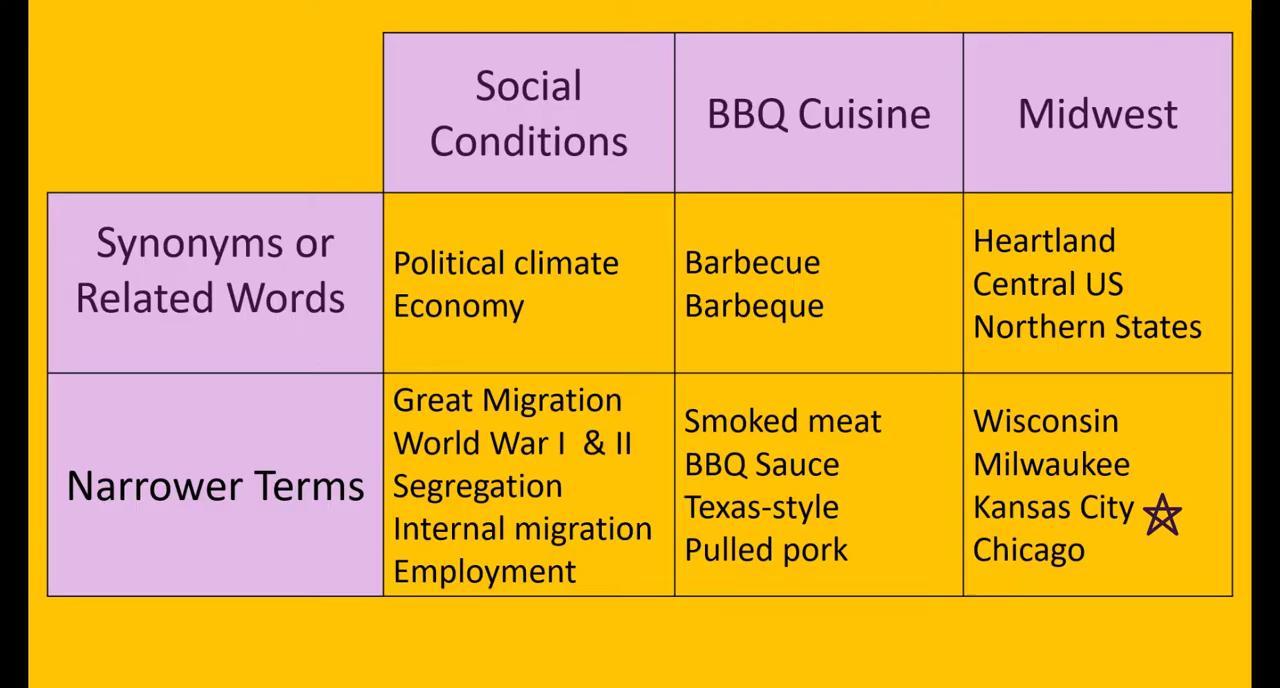 Social
Conditions
BBQ Cuisine
Midwest
Synonyms or
Related Words
Political climate
Economy
Barbecue
Barbeque
Heartland
Central US
Northern States
Narrower Terms
Great Migration
World War I & II
Segregation
Internal migration
Employment
Smoked meat
BBQ Sauce
Texas-style
Pulled pork
Wisconsin
Milwaukee
Kansas City
Chicago